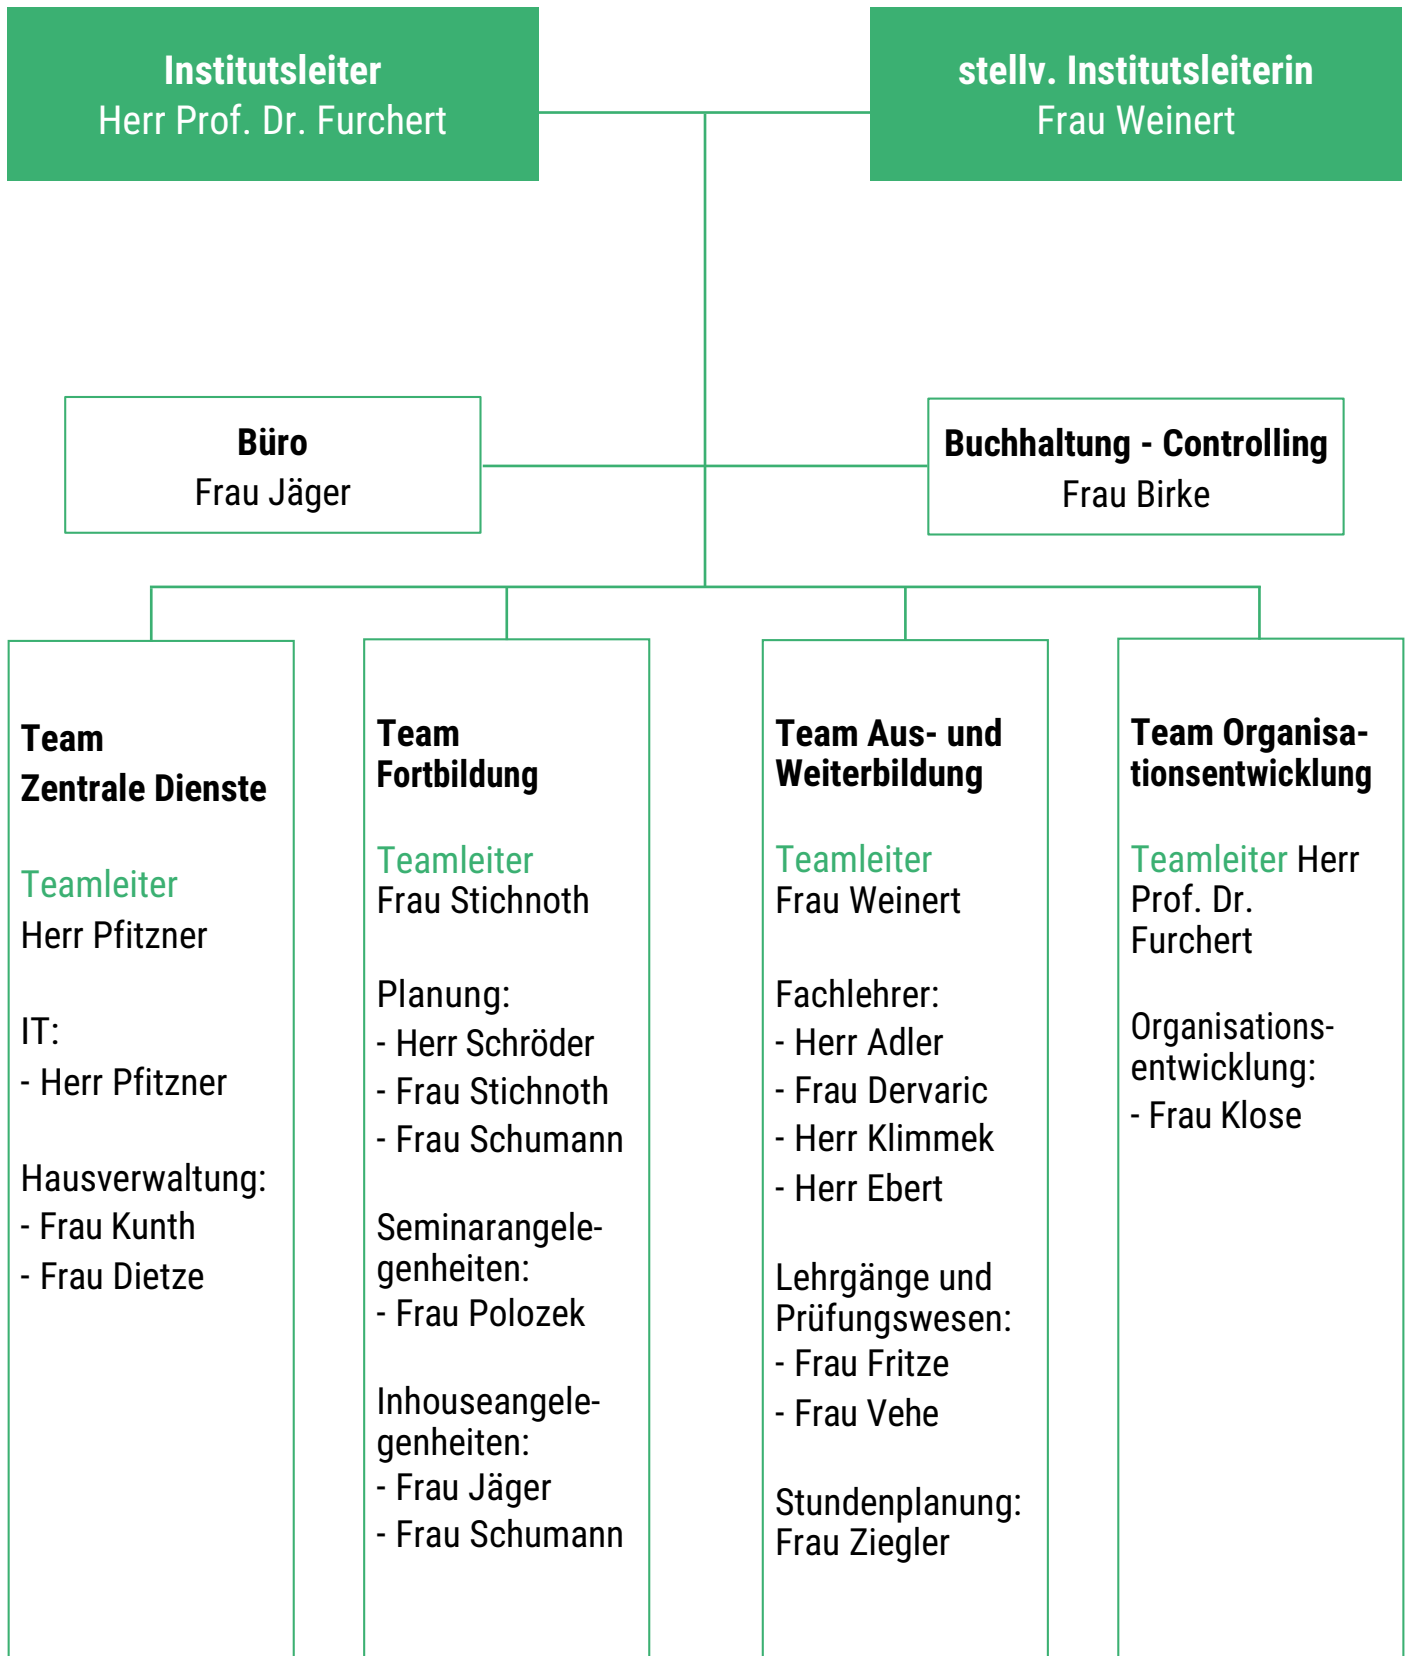 Institutsleiter
Herr Prof. Dr. Furchert
stellv. Institutsleiterin
Frau Weinert
Büro
Frau Jäger
Buchhaltung - Controlling
Frau Birke
Team
Zentrale Dienste
Teamleiter
Herr Pfitzner
IT:
- Herr Pfitzner
Hausverwaltung:
- Frau Kunth
- Frau Dietze
Team
Fortbildung
Teamleiter
Frau Stichnoth
Planung:
- Herr Schröder
- Frau Stichnoth
- Frau Schumann
Seminarangele-
genheiten:
- Frau Polozek
Inhouseangele-
genheiten:
- Frau Jäger
- Frau Schumann
Team Aus- und
Weiterbildung
Teamleiter
Frau Weinert
Fachlehrer:
- Herr Adler
- Frau Dervaric
- Herr Klimmek
- Herr Ebert
Lehrgänge und
Prüfungswesen:
- Frau Fritze
- Frau Vehe
Stundenplanung:
Frau Ziegler
Team Organisa-
tionsentwicklung
Teamleiter Herr
Prof. Dr.
Furchert
Organisations-
entwicklung:
- Frau Klose